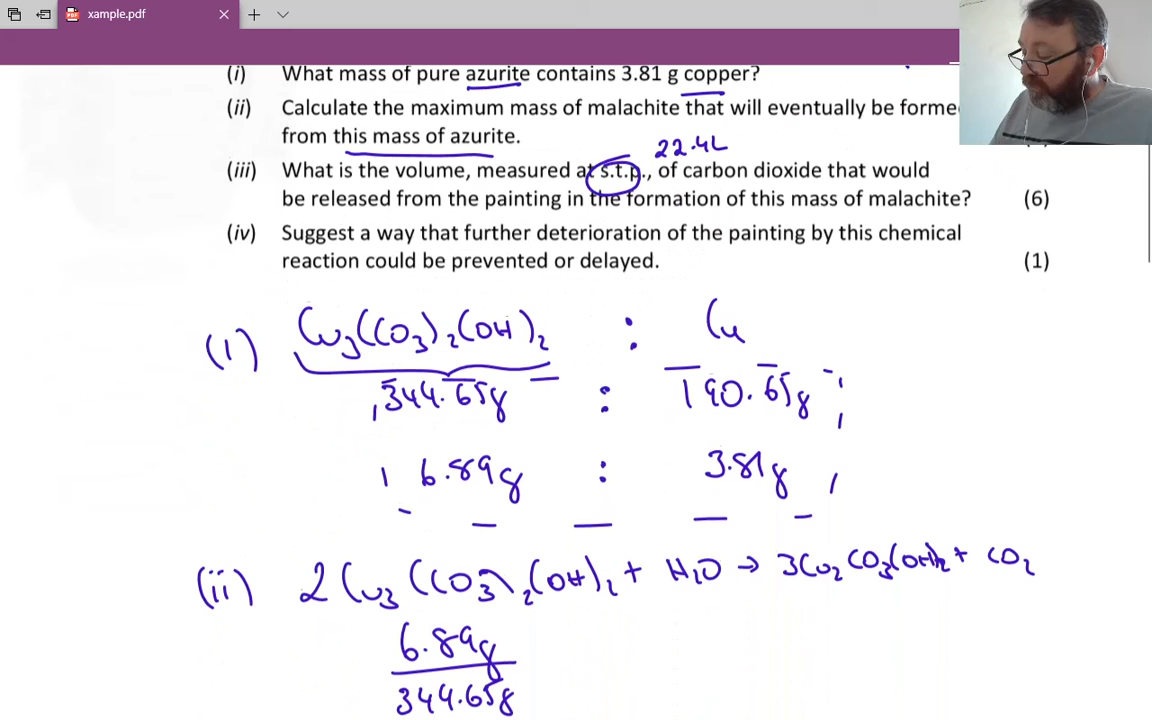 xample.pdf
(i) What mass of pure azurite contains 3.81 g copper?
(ii) Calculate the maximum mass of malachite that will eventually be forme
from this mass of azurite.
22.4L
(iii) What is the volume, measured at s.t.p., of carbon dioxide that would
be released from the painting in the formation of this mass of malachite? (6)
(iv) Suggest a way that further deterioration of the painting by this chemical
reaction could be prevented or delayed. (1)
(i) Cu3(CO3)2(OH)2 : Cu
344.65g : 190.65g
6.89g : 3.81g
(ii) 2Cu3(CO3)2(OH)2 + H2O → 3Cu2CO3(OH)2 + CO2
6.89g
344.65g